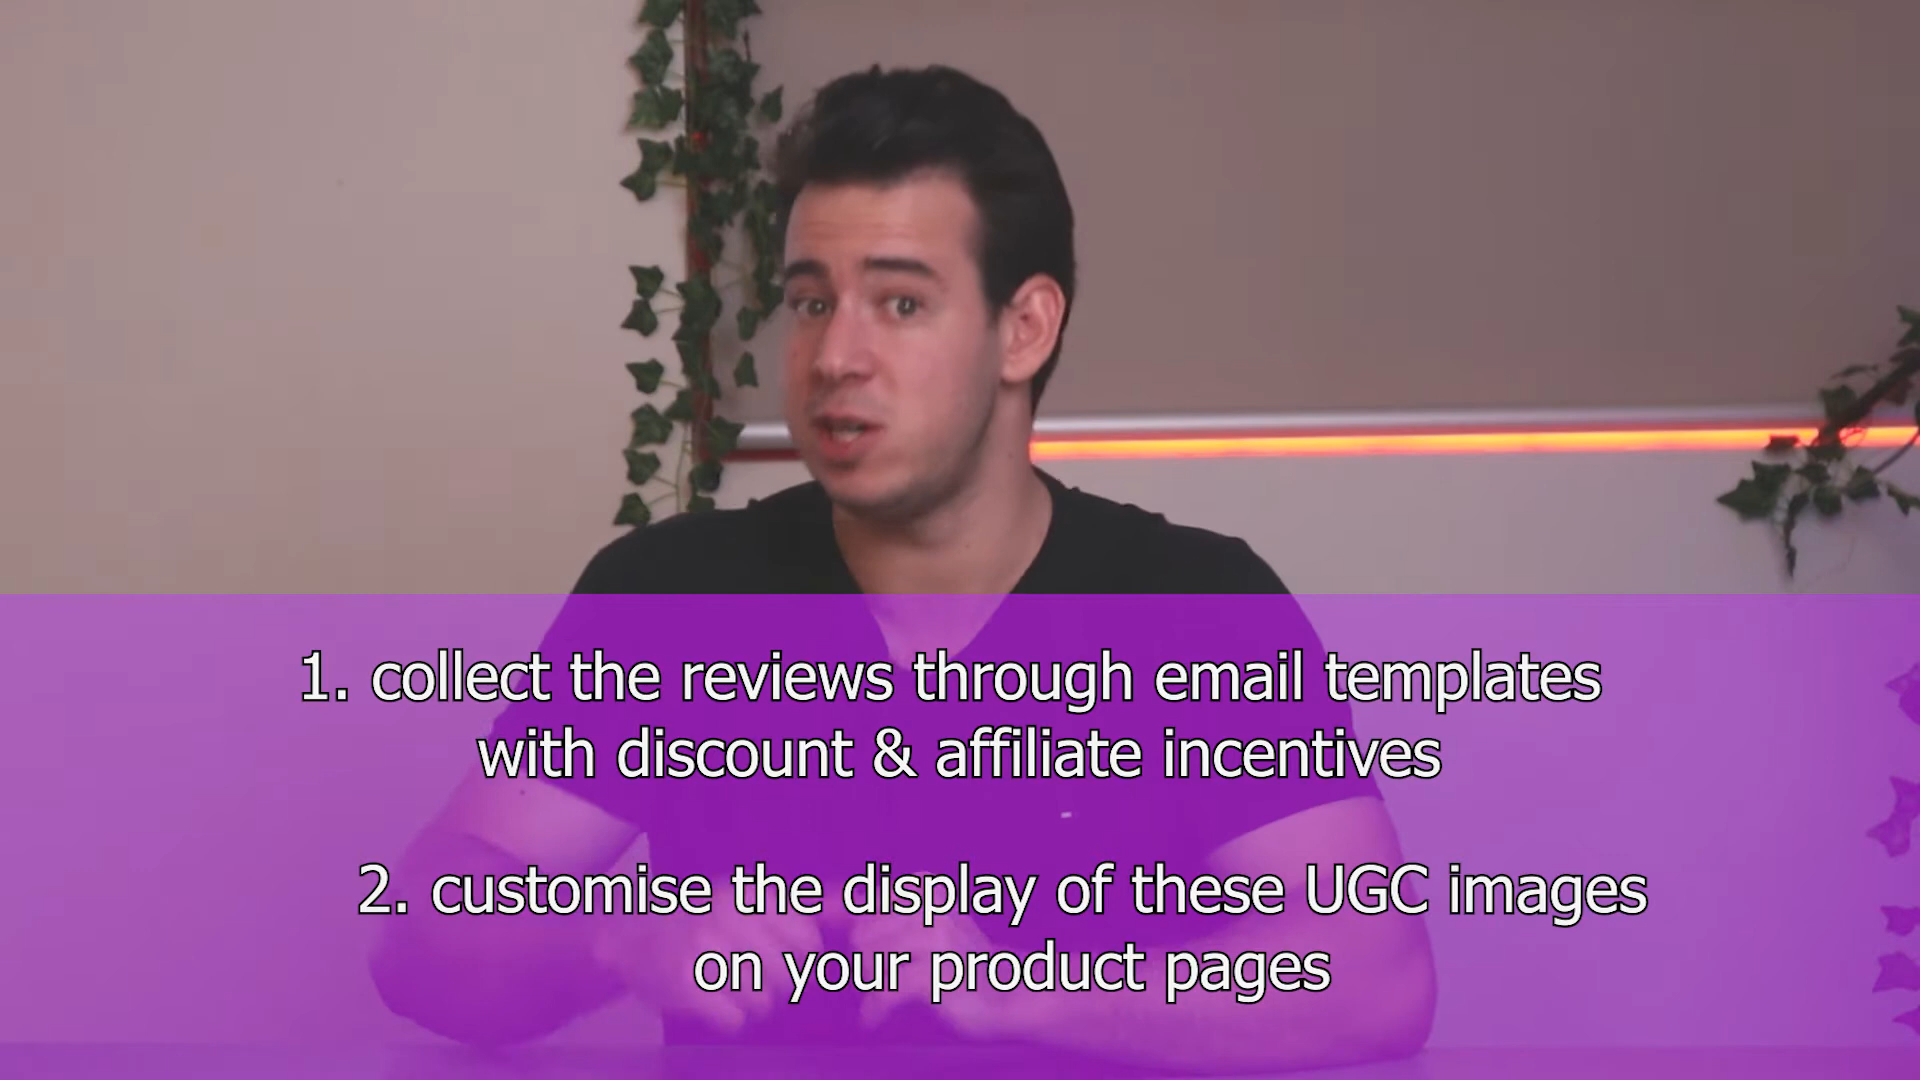 1. collect the reviews through email templates
with discount & affiliate incentives
2. customise the display of these UGC images
on your product pages